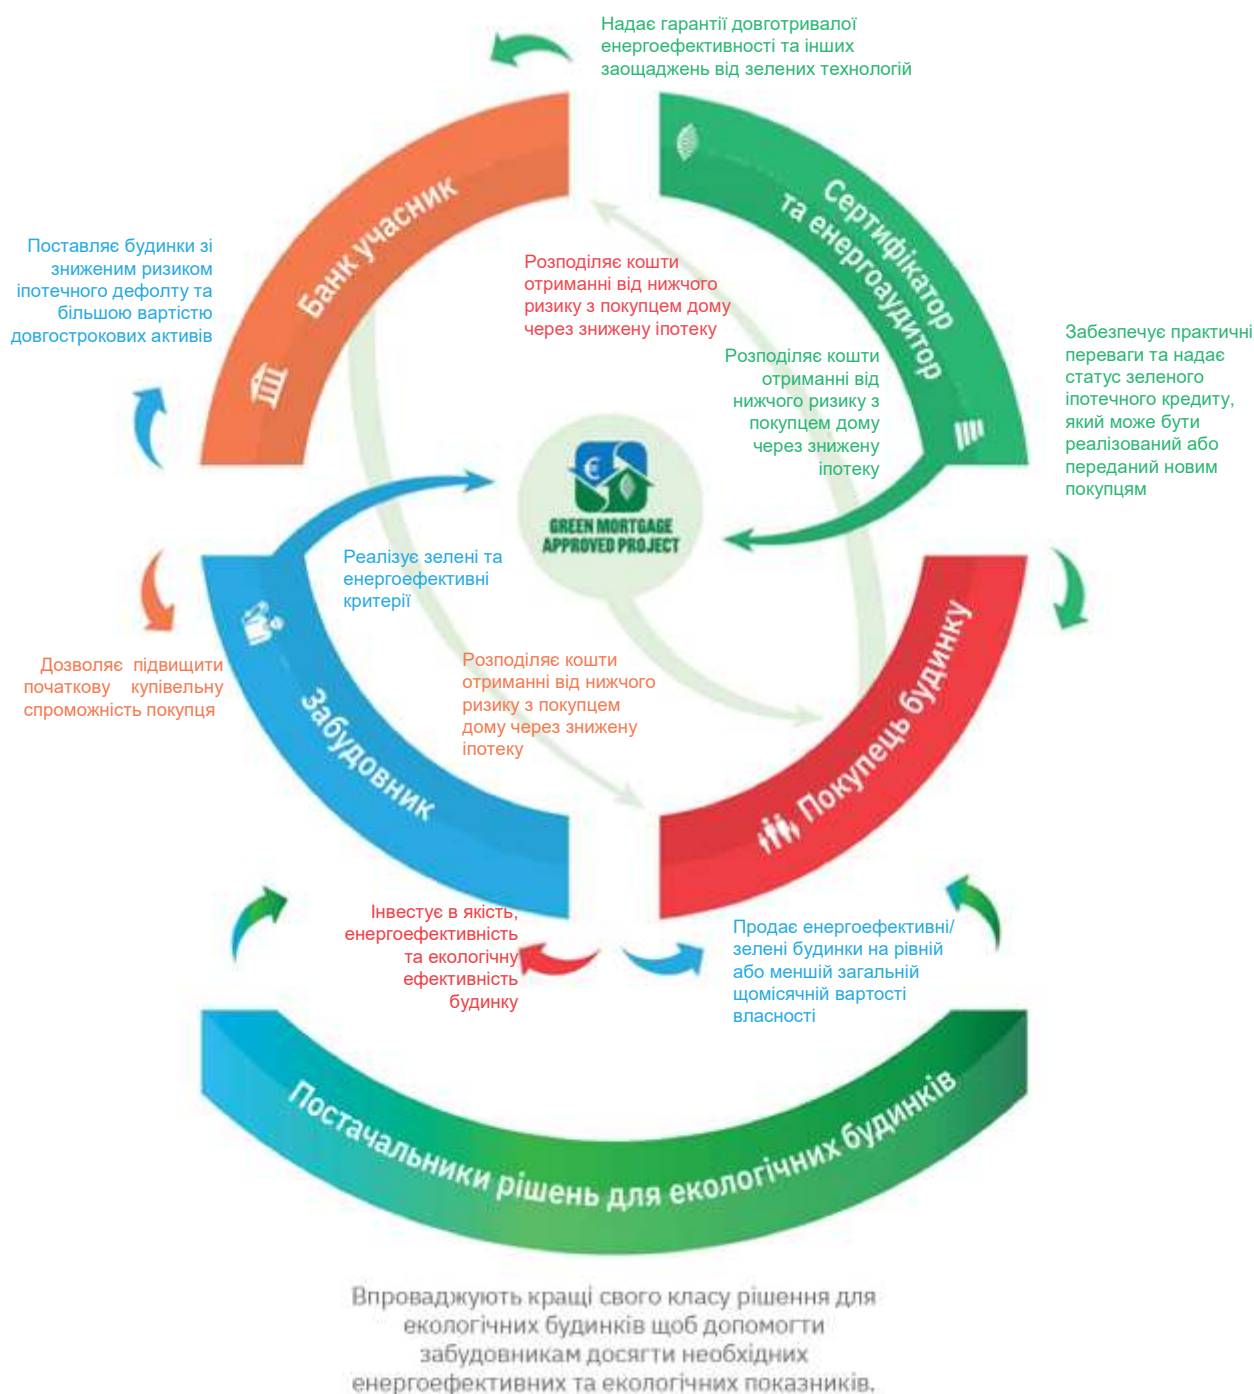 Надає гарантії довготривалої
енергоефективності та інших
заощаджень від зелених технологій
Банк учасник
Сертифікатор
та енергоаудитор
Поставляє будинки зі
зниженим ризиком
іпотечного дефолту та
більшою вартістю
довгострокових активів
Розподіляє кошти
отриманні від нижчого
ризику з покупцем дому
через знижену іпотеку
Розподіляє кошти
отриманні від
нижчого ризику з
покупцем дому
через знижену
іпотеку
Забезпечує практичні
переваги та надає
статус зеленого
іпотечного кредиту,
який може бути
реалізований або
переданий новим
покупцям
€
GREEN MORTGAGE
APPROVED PROJECT
Реалізує зелені та
енергоефективні
критерії
Дозволяє підвищити
початкову купівельну
спроможність покупця
Розподіляє кошти
отриманні від нижчого
ризику з покупцем
дому через знижену
іпотеку
Забудовник
Покупець будинку
Інвестує в якість,
енергоефективність
та екологічну
ефективність
будинку
Продає енергоефективні/
зелені будинки на рівній
або меншій загальній
щомісячній вартості
власності
Постачальники рішень для екологічних будинків
Впроваджують кращі свого класу рішення для
екологічних будинків щоб допомогти
забудовникам досягти необхідних
енергоефективних та екологічних показників.